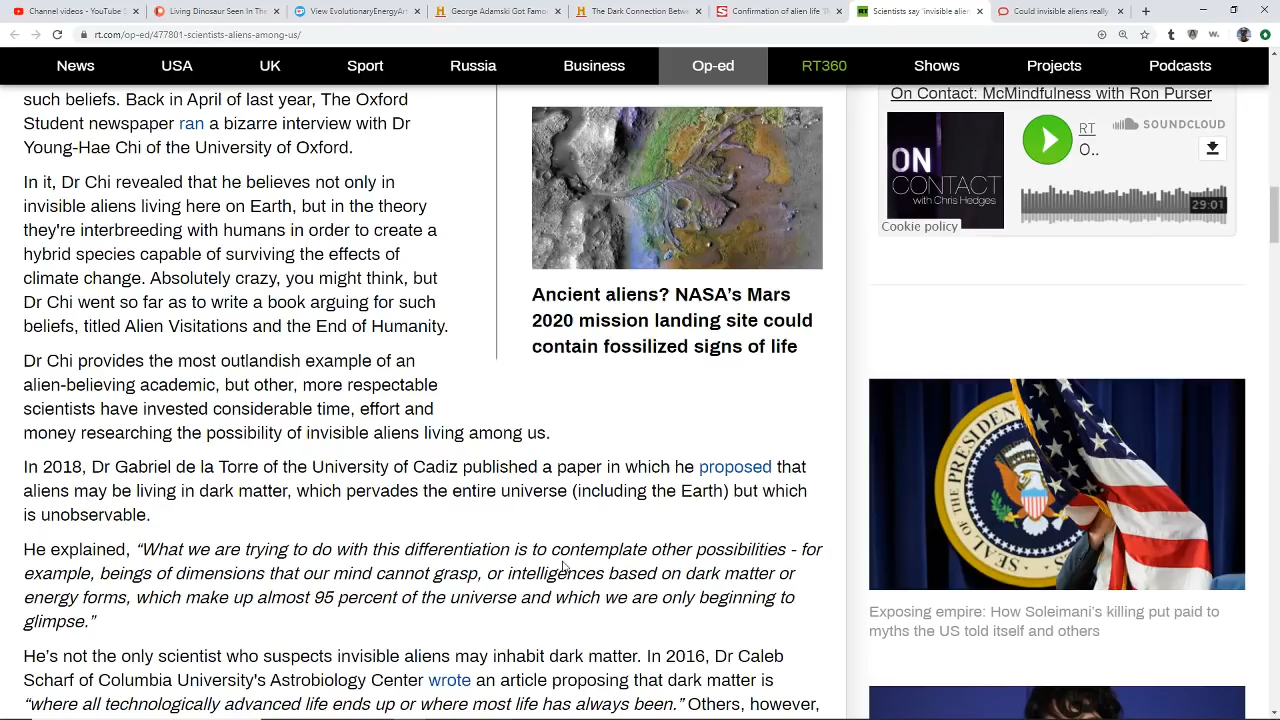 Channel videos - YouTube S
Living Dinosaur Seen In The
View EvolutionaryEnergyArt
George Adamski Got Famou
The Dark Connection Betwe
Confirmation of alien life Th
Scientists say 'invisible alien
Could invisible aliens really
rt.com/op-ed/477801-scientists-aliens-among-us/
News USA UK Sport Russia Business Op-ed RT360 Shows Projects Podcasts
such beliefs. Back in April of last year, The Oxford
Student newspaper ran a bizarre interview with Dr
Young-Hae Chi of the University of Oxford.
In it, Dr Chi revealed that he believes not only in
invisible aliens living here on Earth, but in the theory
they're interbreeding with humans in order to create a
hybrid species capable of surviving the effects of
climate change. Absolutely crazy, you might think, but
Dr Chi went so far as to write a book arguing for such
beliefs, titled Alien Visitations and the End of Humanity.
Dr Chi provides the most outlandish example of an
alien-believing academic, but other, more respectable
scientists have invested considerable time, effort and
money researching the possibility of invisible aliens living among us.
In 2018, Dr Gabriel de la Torre of the University of Cadiz published a paper in which he proposed that
aliens may be living in dark matter, which pervades the entire universe (including the Earth) but which
is unobservable.
He explained, “What we are trying to do with this differentiation is to contemplate other possibilities - for
example, beings of dimensions that our mind cannot grasp, or intelligences based on dark matter or
energy forms, which make up almost 95 percent of the universe and which we are only beginning to
glimpse.”
He's not the only scientist who suspects invisible aliens may inhabit dark matter. In 2016, Dr Caleb
Scharf of Columbia University's Astrobiology Center wrote an article proposing that dark matter is
“where all technologically advanced life ends up or where most life has always been.” Others, however,
Ancient aliens? NASA's Mars
2020 mission landing site could
contain fossilized signs of life
On Contact: McMindfulness with Ron Purser
ON
CONTACT
with Chris Hedges
RT
O..
SOUNDCLOUD
29:01
Cookie policy
Exposing empire: How Soleimani's killing put paid to
myths the US told itself and others